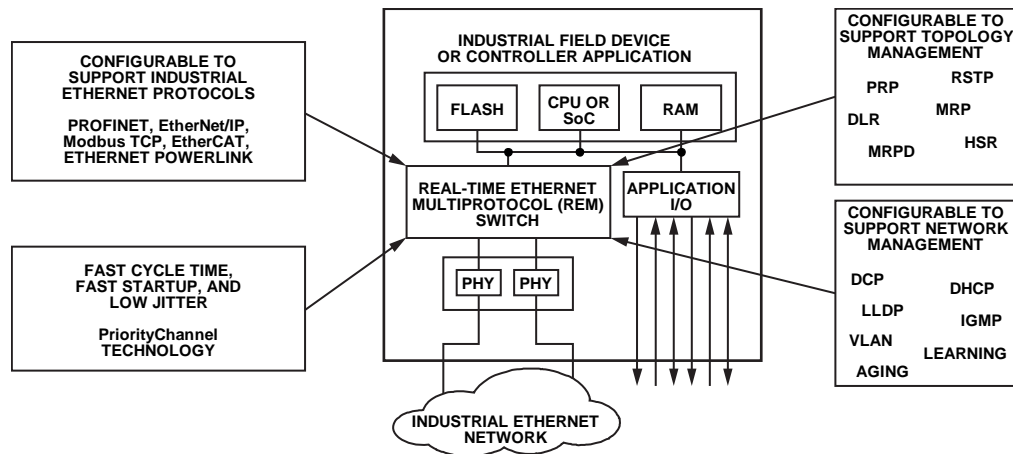 CONFIGURABLE TO
SUPPORT INDUSTRIAL
ETHERNET PROTOCOLS
PROFINET, EtherNet/IP,
Modbus TCP, EtherCAT,
ETHERNET POWERLINK
FAST CYCLE TIME,
FAST STARTUP, AND
LOW JITTER
PriorityChannel
TECHNOLOGY
INDUSTRIAL FIELD DEVICE
OR CONTROLLER APPLICATION
FLASH
CPU OR
SoC
RAM
REAL-TIME ETHERNET
MULTIPROTOCOL (REM)
SWITCH
APPLICATION
I/O
PHY
PHY
INDUSTRIAL ETHERNET
NETWORK
CONFIGURABLE TO
SUPPORT TOPOLOGY
MANAGEMENT
PRP
RSTP
DLR
MRP
MRPD
HSR
CONFIGURABLE TO
SUPPORT NETWORK
MANAGEMENT
DCP
DHCP
LLDP
IGMP
VLAN
LEARNING
AGING